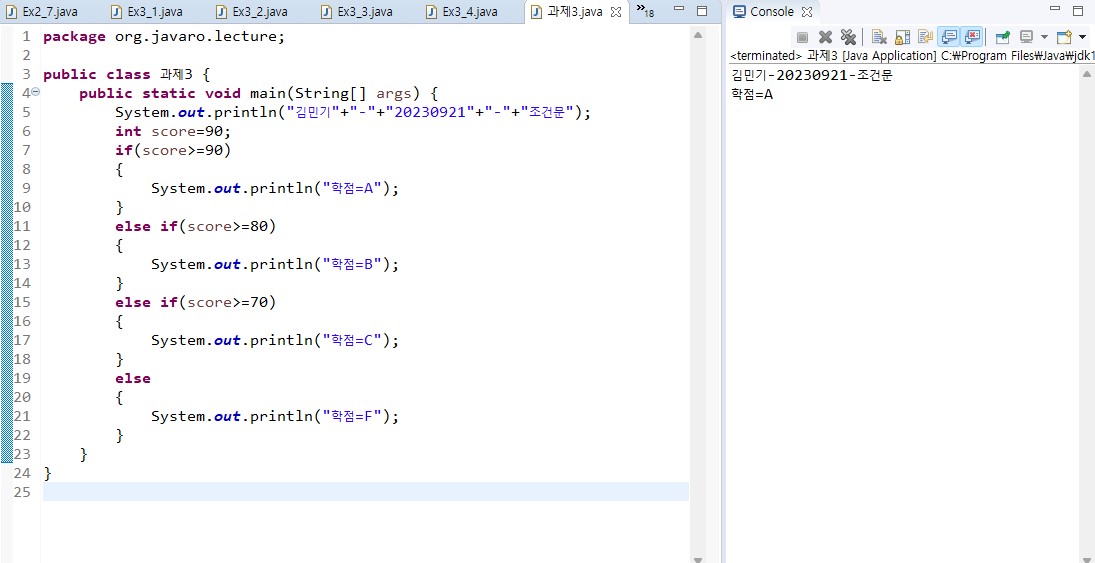 Ex2_7.java Ex3_1.java Ex3_2.java Ex3_3.java Ex3_4.java 과제3.java »18
1 package org.javaro.lecture;
2
3 public class 과제3 {
4 public static void main(String[] args) {
5 System.out.println("김민기"+"-"+"20230921"+"-"+"조건문");
6 int score=90;
7 if(score>=90)
8 {
9 System.out.println("학점=A");
10 }
11 else if(score>=80)
12 {
13 System.out.println("학점=B");
14 }
15 else if(score>=70)
16 {
17 System.out.println("학점=C");
18 }
19 else
20 {
21 System.out.println("학점=F");
22 }
23 }
24 }
25
Console
<terminated> 과제3 [Java Application] C:₩Program Files₩Java₩jdk1
김민기-20230921-조건문
학점=A